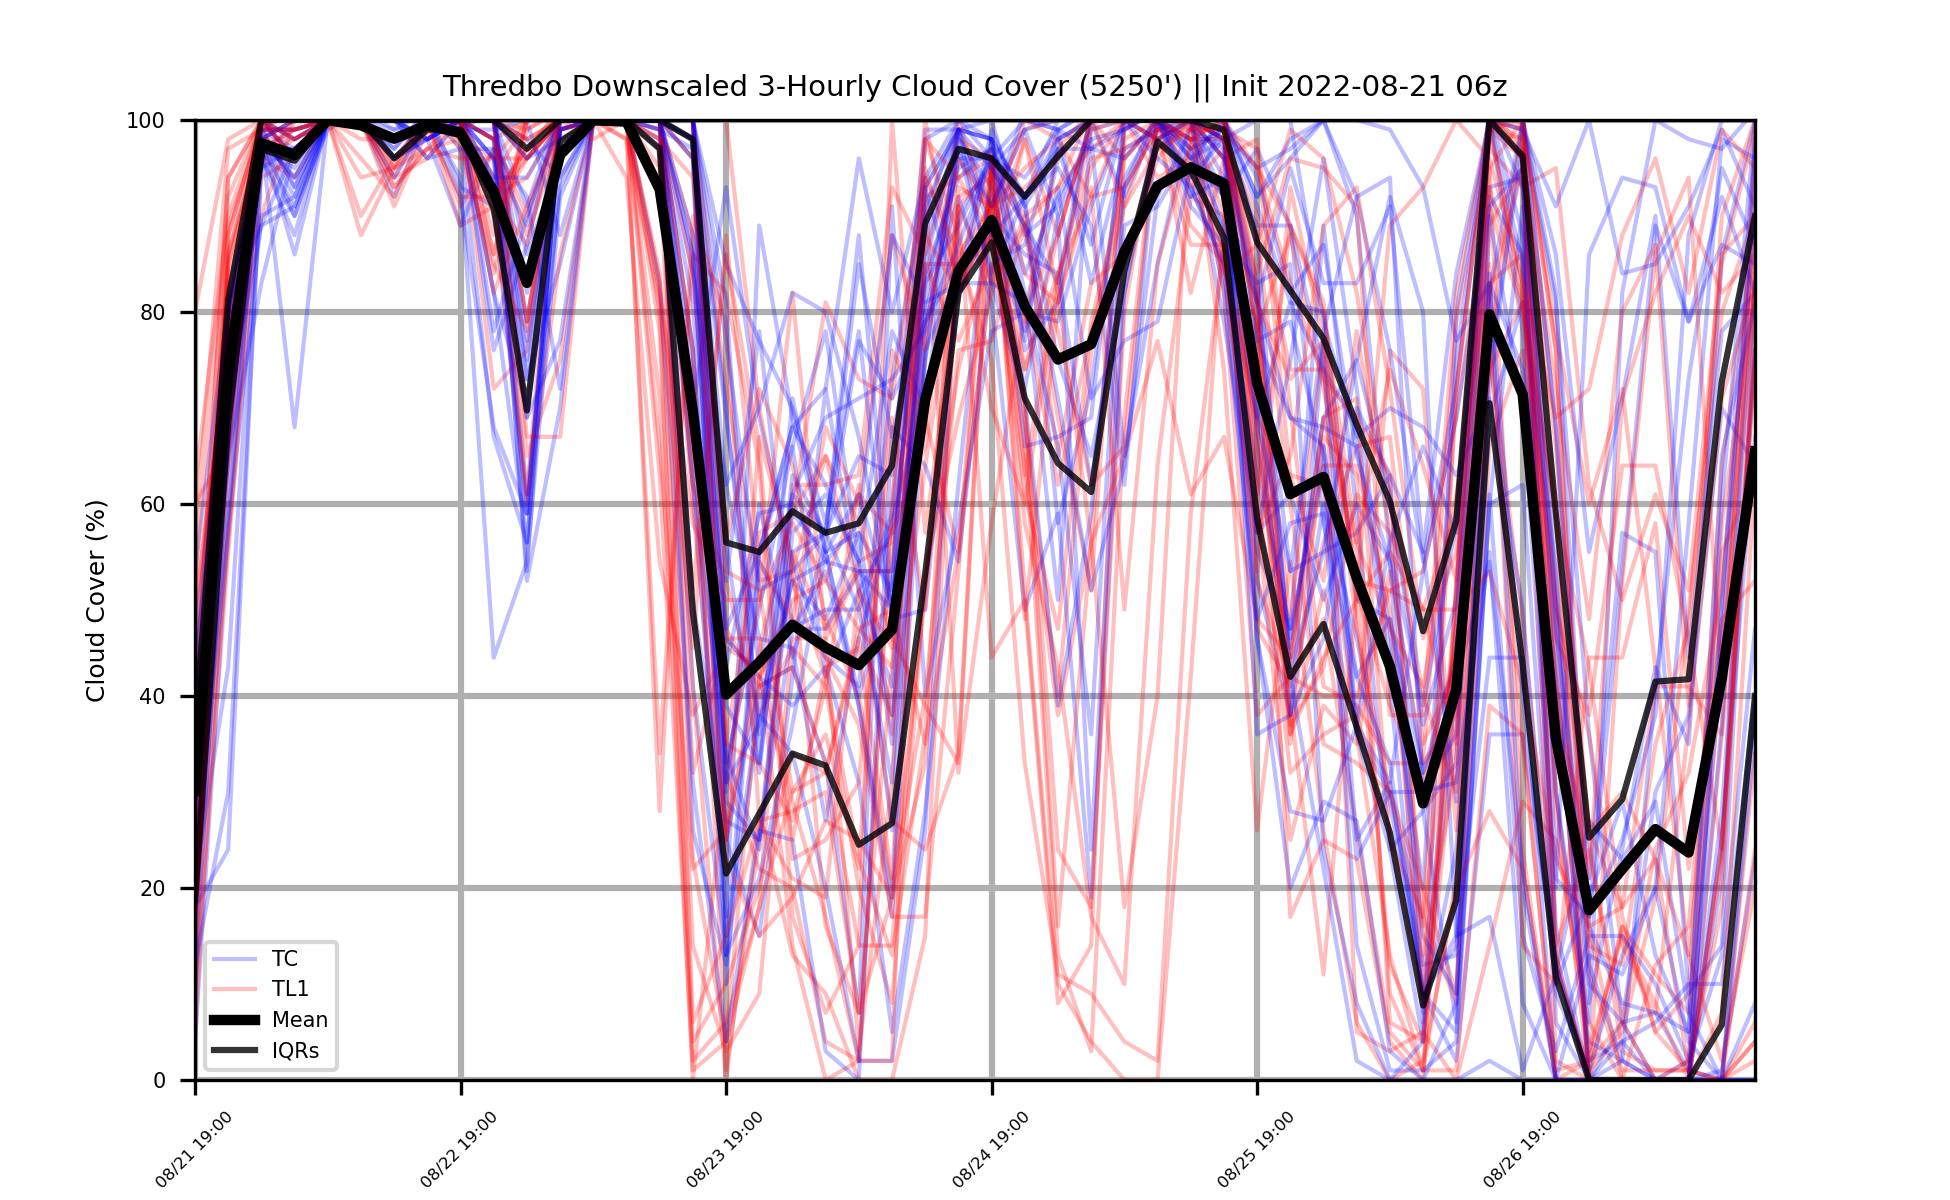 Thredbo Downscaled 3-Hourly Cloud Cover (5250') || Init 2022-08-21 06z
Cloud Cover (%)
100
80
60
40
20
0
TC
TL1
Mean
IQRs
08/21 19:00
08/22 19:00
08/23 19:00
08/24 19:00
08/25 19:00
08/26 19:00